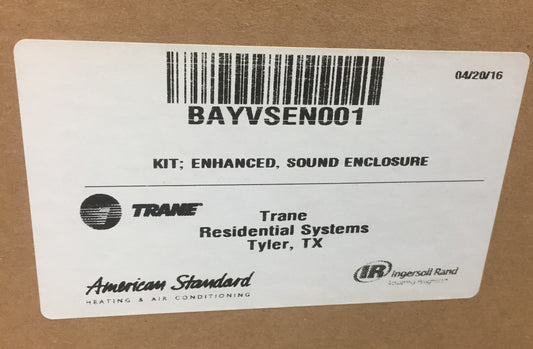 04/20/16
BAYVSEN001
KIT; ENHANCED, SOUND ENCLOSURE
TRANE
Trane
Residential Systems
Tyler, TX
American Standard
HEATING & AIR CONDITIONING
IR Ingersoll Rand